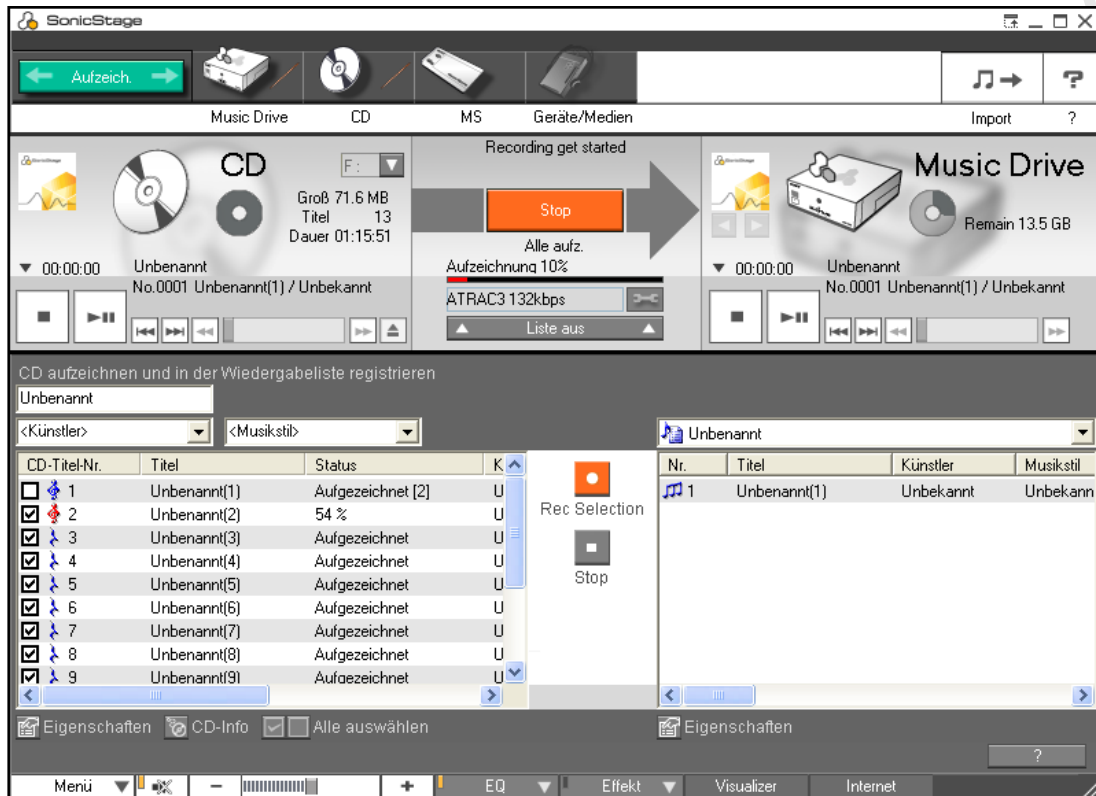 SonicStage
Aufzeich.
Music Drive CD MS Geräte/Medien Import ?
CD F: Recording get started Music Drive
Groß 71.6 MB
Titel 13
Dauer 01:15:51
Stop
Remain 13.5 GB
Alle aufz.
Aufzeichnung 10%
00:00:00 Unbenannt
No.0001 Unbenannt(1) / Unbekannt
ATRAC3 132kbps
Liste aus
00:00:00 Unbenannt
No.0001 Unbenannt(1) / Unbekannt
CD aufzeichnen und in der Wiedergabeliste registrieren
Unbenannt
<Künstler> <Musikstil>
CD-Titel-Nr. Titel Status K
1 Unbenannt(1) Aufgezeichnet [2] U
2 Unbenannt(2) 54 % U
3 Unbenannt(3) Aufgezeichnet U
4 Unbenannt(4) Aufgezeichnet U
5 Unbenannt(5) Aufgezeichnet U
6 Unbenannt(6) Aufgezeichnet U
7 Unbenannt(7) Aufgezeichnet U
8 Unbenannt(8) Aufgezeichnet U
9 Unbenannt(9) Aufgezeichnet U
Rec Selection
Stop
Unbenannt
Nr. Titel Künstler Musikstil
1 Unbenannt(1) Unbekannt Unbekann
Eigenschaften CD-Info Alle auswählen
Eigenschaften
?
Menü EQ Effekt Visualizer Internet